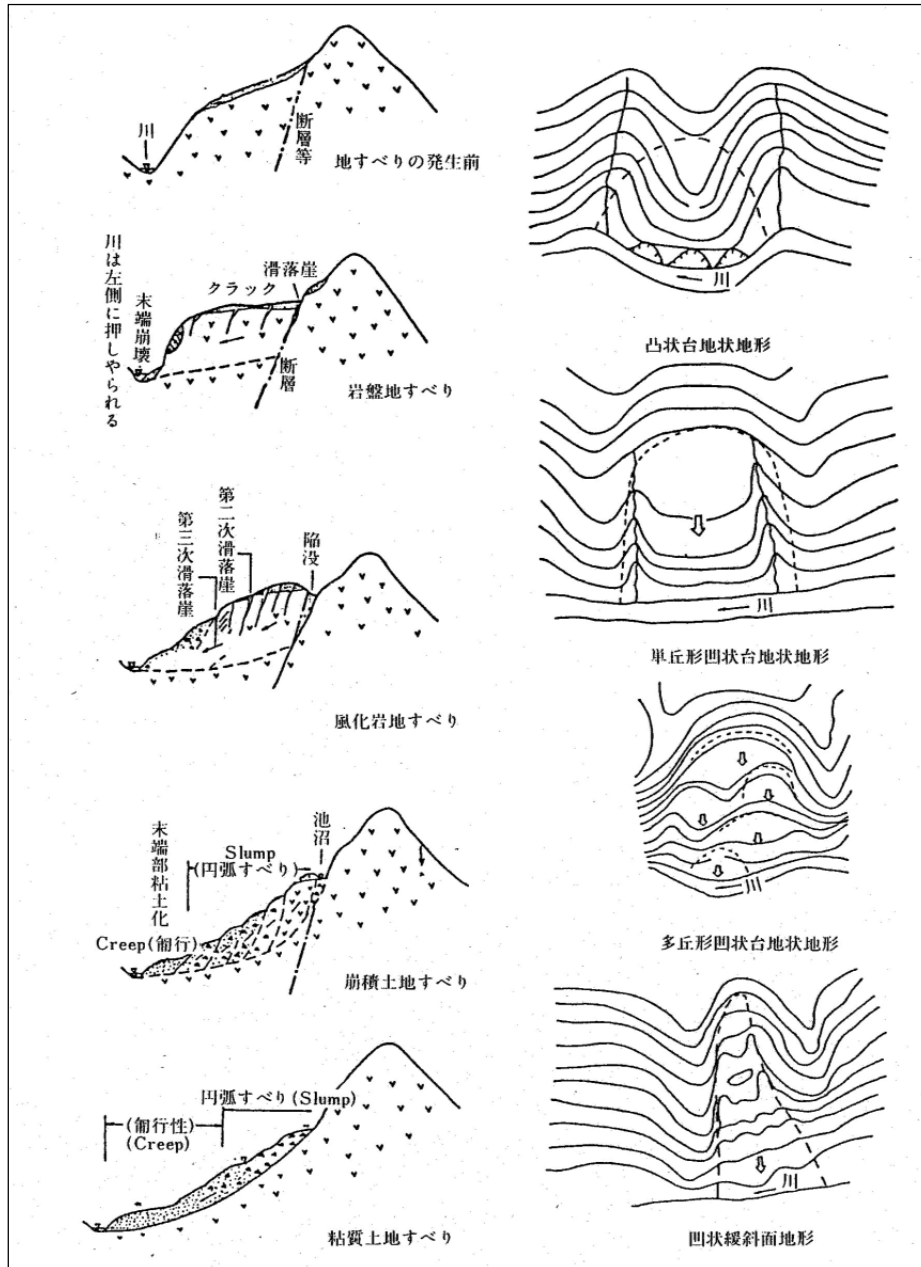 川
断層等
地すべりの発生前
川は左側に押しやられる
末端崩壊
クラック
滑落崖
断層
岩盤地すべり
第三次滑落崖
第二次滑落崖
陥没
風化岩地すべり
末端部粘土化
Slump
(円弧すべり)
池沼
Creep(匍行)
崩積土地すべり
円弧すべり(Slump)
(匍行性)
(Creep)
粘質土地すべり
川
凸状台地状地形
川
単丘形凹状台地状地形
川
多丘形凹状台地状地形
川
凹状緩斜面地形